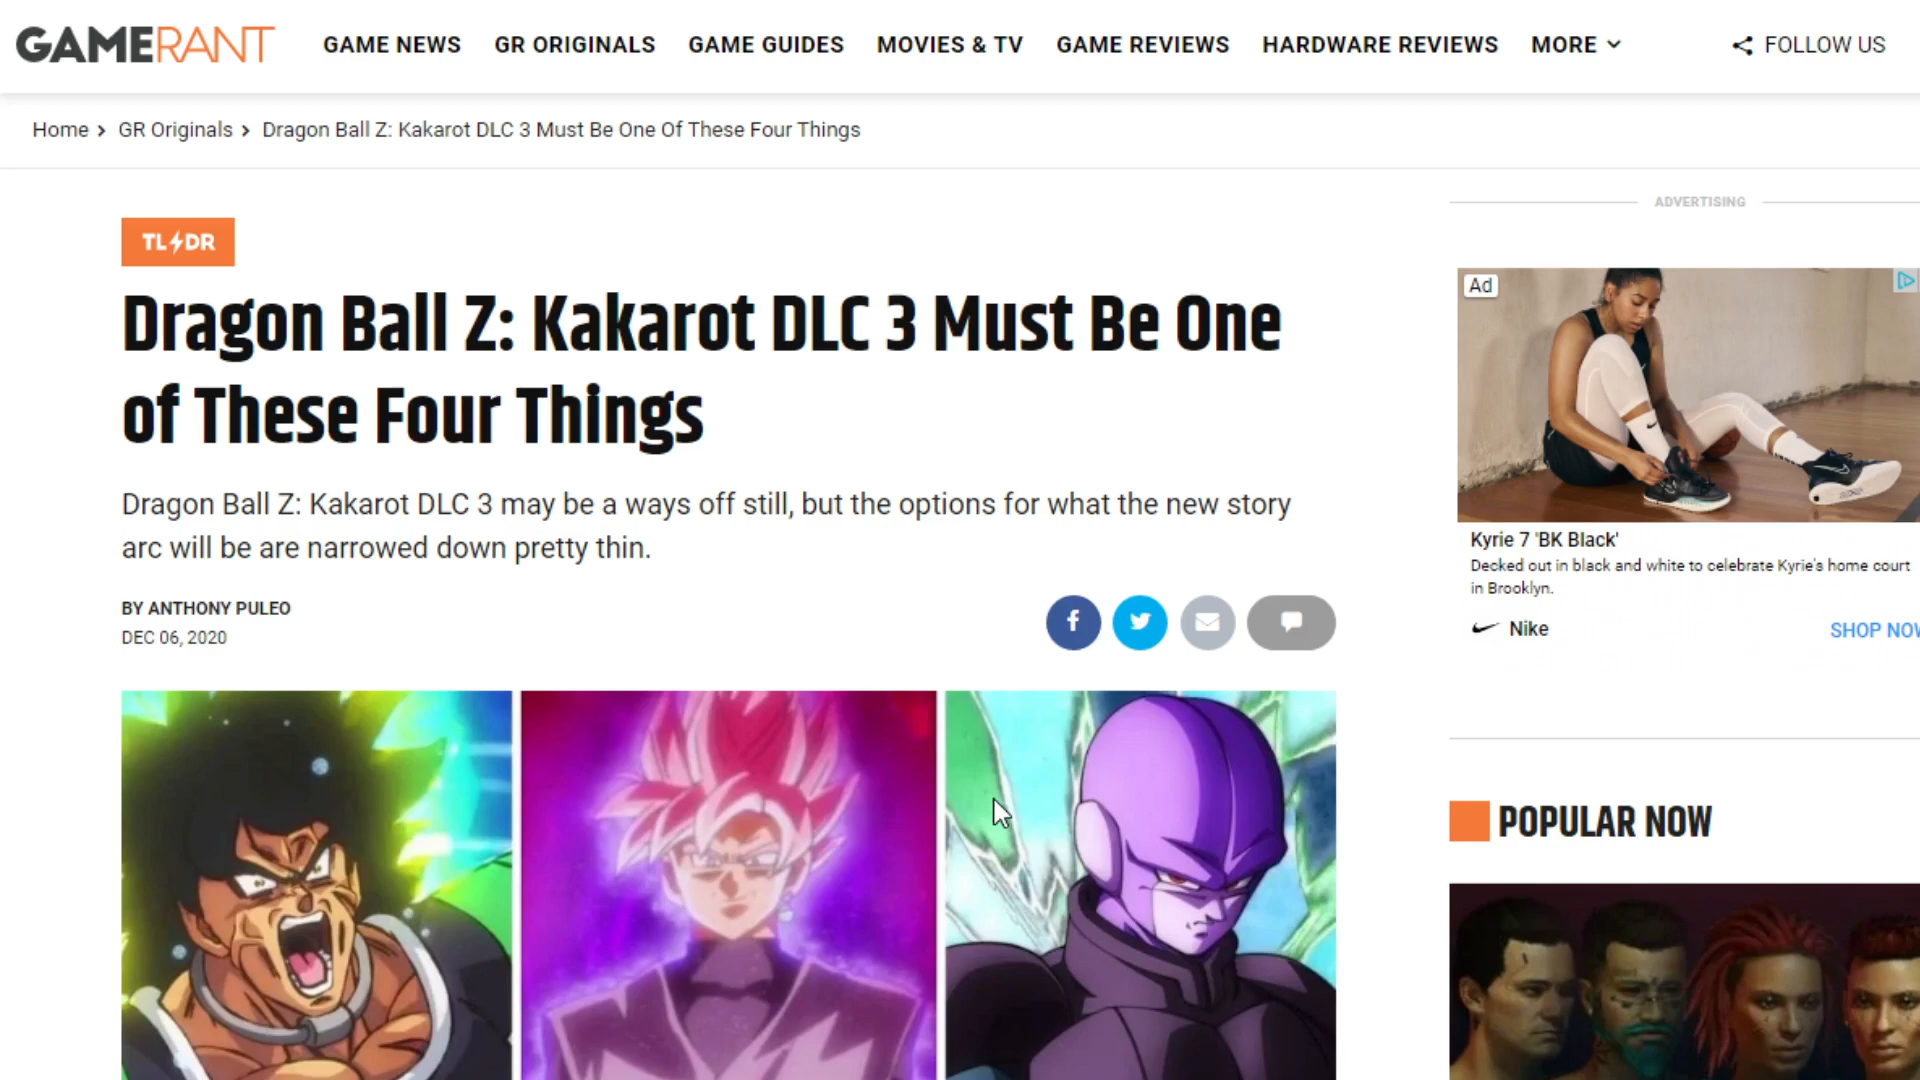 GAMERANT
GAME NEWS GR ORIGINALS GAME GUIDES MOVIES & TV GAME REVIEWS HARDWARE REVIEWS MORE FOLLOW US
Home > GR Originals > Dragon Ball Z: Kakarot DLC 3 Must Be One Of These Four Things
TL DR
Dragon Ball Z: Kakarot DLC 3 Must Be One
of These Four Things
Dragon Ball Z: Kakarot DLC 3 may be a ways off still, but the options for what the new story
arc will be are narrowed down pretty thin.
BY ANTHONY PULEO
DEC 06, 2020
ADVERTISING
Ad
Kyrie 7 'BK Black'
Decked out in black and white to celebrate Kyrie's home court
in Brooklyn.
Nike
SHOP NOW
POPULAR NOW